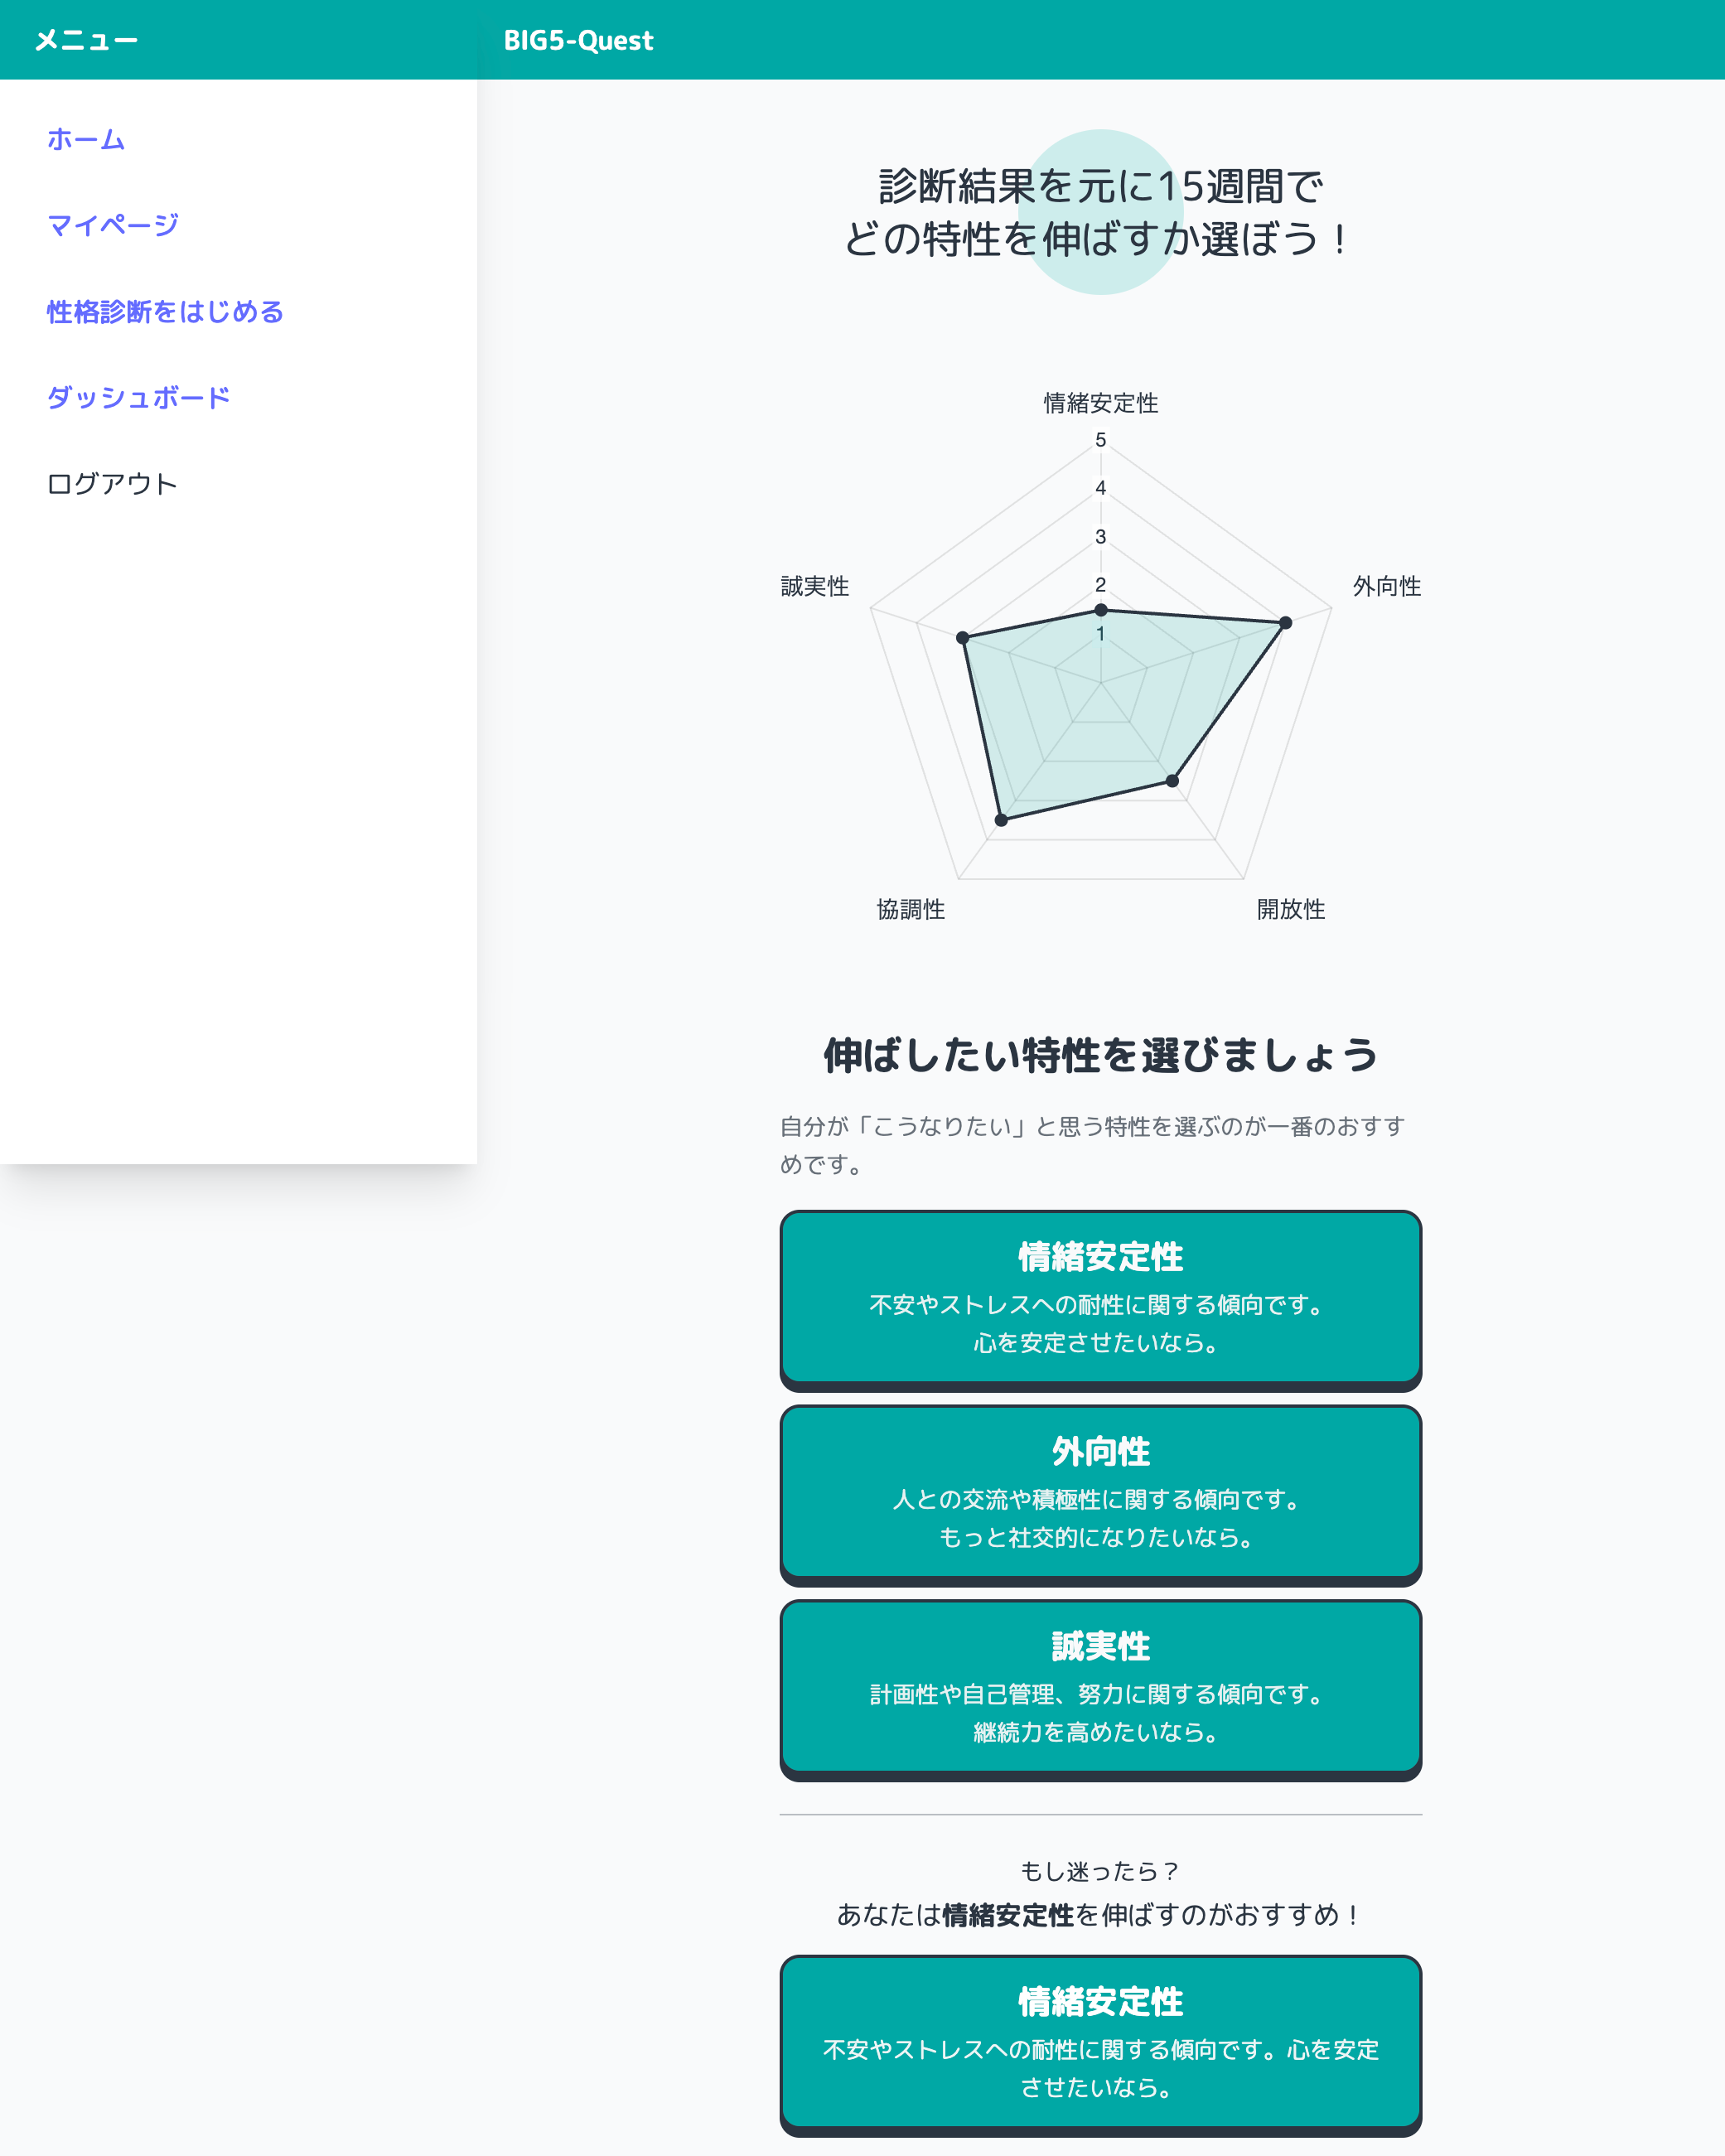 メニュー
BIG5-Quest
ホーム
マイページ
性格診断をはじめる
ダッシュボード
ログアウト
診断結果を元に15週間で
どの特性を伸ばすか選ぼう！
情緒安定性
5
4
3
2
1
誠実性
外向性
協調性
開放性
伸ばしたい特性を選びましょう
自分が「こうなりたい」と思う特性を選ぶのが一番のおすす
めです。
情緒安定性
不安やストレスへの耐性に関する傾向です。
心を安定させたいなら。
外向性
人との交流や積極性に関する傾向です。
もっと社交的になりたいなら。
誠実性
計画性や自己管理、努力に関する傾向です。
継続力を高めたいなら。
もし迷ったら？
あなたは情緒安定性を伸ばすのがおすすめ！
情緒安定性
不安やストレスへの耐性に関する傾向です。心を安定
させたいなら。